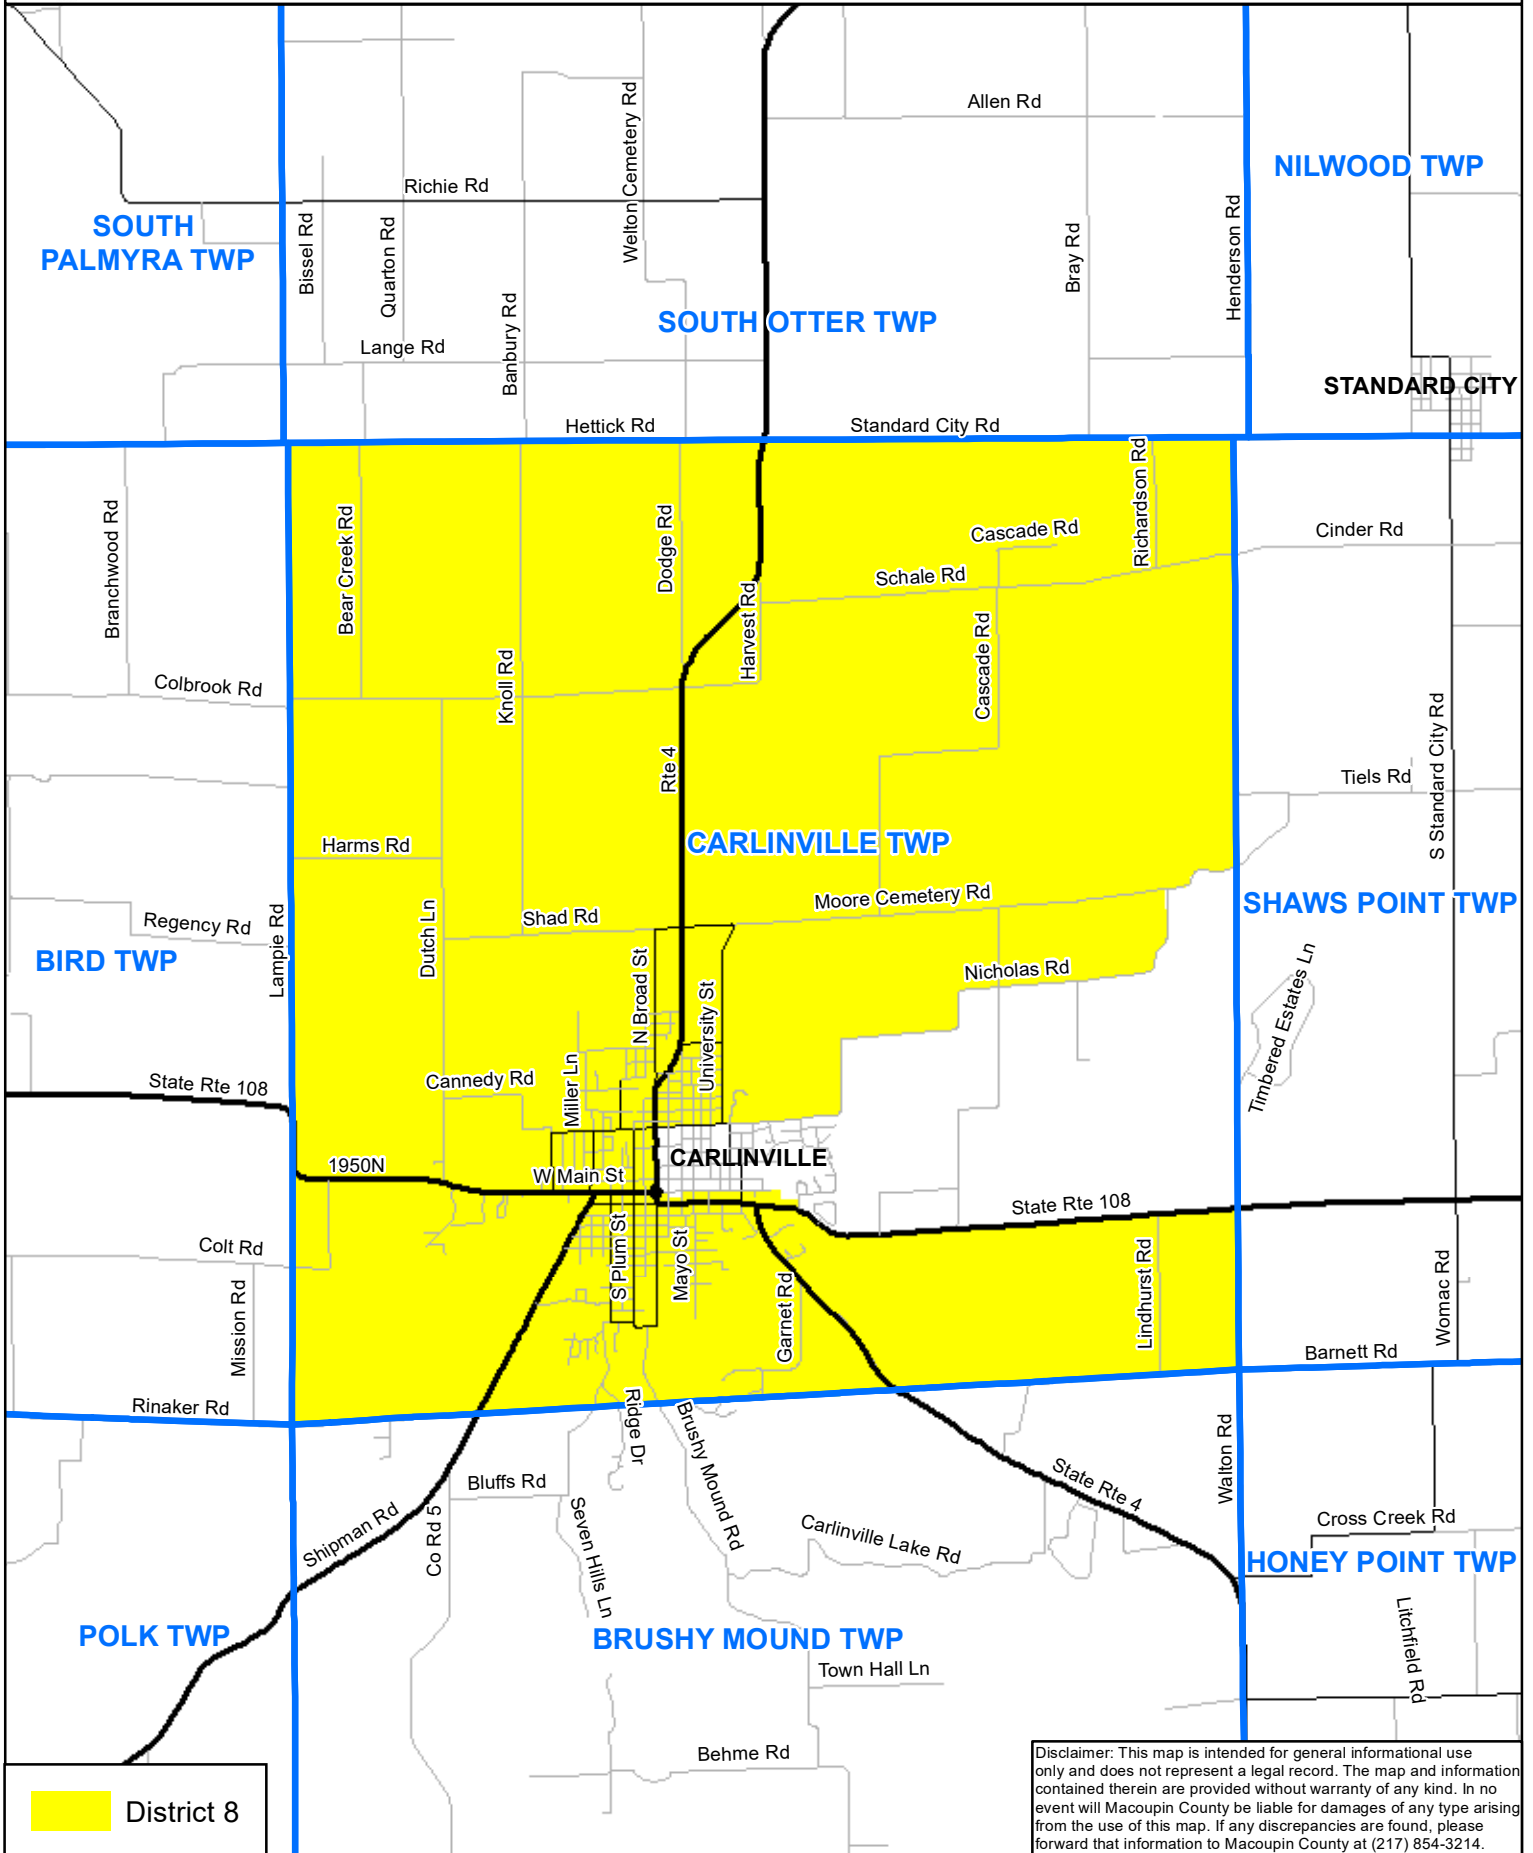 Allen Rd
Welton Cemetery Rd
NILWOOD TWP
Richie Rd
SOUTH
PALMYRA TWP
Bissel Rd
Quarton Rd
Bray Rd
Henderson Rd
Banbury Rd
SOUTH OTTER TWP
Lange Rd
STANDARD CITY
Hettick Rd
Standard City Rd
Branchwood Rd
Bear Creek Rd
Dodge Rd
Richardson Rd
Cascade Rd
Cinder Rd
Schale Rd
Harvest Rd
Cascade Rd
Knoll Rd
Colbrook Rd
Rte 4
S Standard City Rd
Tiels Rd
Harms Rd
CARLINVILLE TWP
Moore Cemetery Rd
SHAWS POINT TWP
Regency Rd
Lampie Rd
Dutch Ln
Shad Rd
BIRD TWP
N Broad St
University St
Nicholas Rd
Timbered Estates Ln
State Rte 108
Cannedy Rd
Miller Ln
CARLINVILLE
1950N
W Main St
State Rte 108
Colt Rd
Mission Rd
S Plum St
Mayo St
Garnet Rd
Lindhurst Rd
Womac Rd
Barnett Rd
Rinaker Rd
Ridge Dr
Brushy Mound Rd
Walton Rd
Bluffs Rd
State Rte 4
Shipman Rd
Co Rd 5
Seven Hills Ln
Carlinville Lake Rd
Cross Creek Rd
HONEY POINT TWP
POLK TWP
BRUSHY MOUND TWP
Litchfield Rd
Town Hall Ln
Behme Rd
District 8
Disclaimer: This map is intended for general informational use
only and does not represent a legal record. The map and information
contained therein are provided without warranty of any kind. In no
event will Macoupin County be liable for damages of any type arising
from the use of this map. If any discrepancies are found, please
forward that information to Macoupin County at (217) 854-3214.